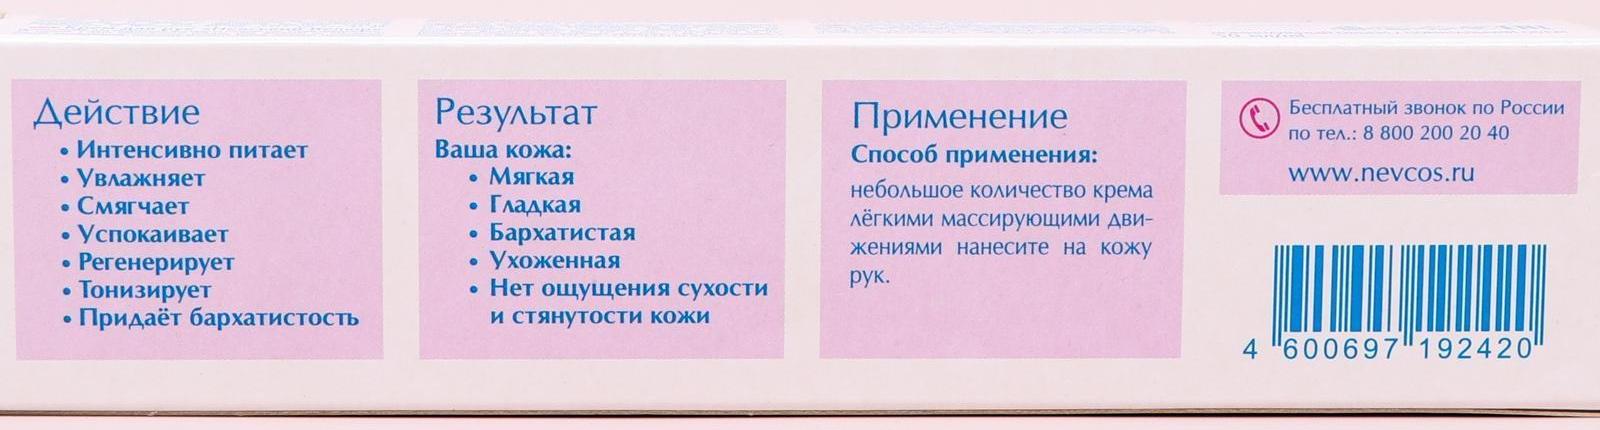 Действие
• Интенсивно питает
• Увлажняет
• Смягчает
• Успокаивает
• Регенерирует
• Тонизирует
• Придаёт бархатистость
Результат
Ваша кожа:
• Мягкая
• Гладкая
• Бархатистая
• Ухоженная
• Нет ощущения сухости
и стянутости кожи
Применение
Способ применения:
небольшое количество крема
лёгкими массирующими дви-
жениями нанесите на кожу
рук.
Бесплатный звонок по России
по тел.: 8 800 200 20 40
www.nevcos.ru
4 600697 192420